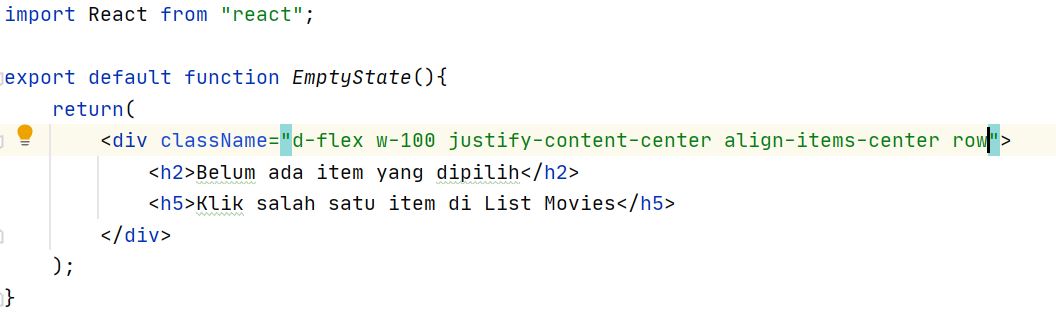 import React from "react";
export default function EmptyState(){
return(
<div className="d-flex w-100 justify-content-center align-items-center row">
<h2>Belum ada item yang dipilih</h2>
<h5>Klik salah satu item di List Movies</h5>
</div>
);
}